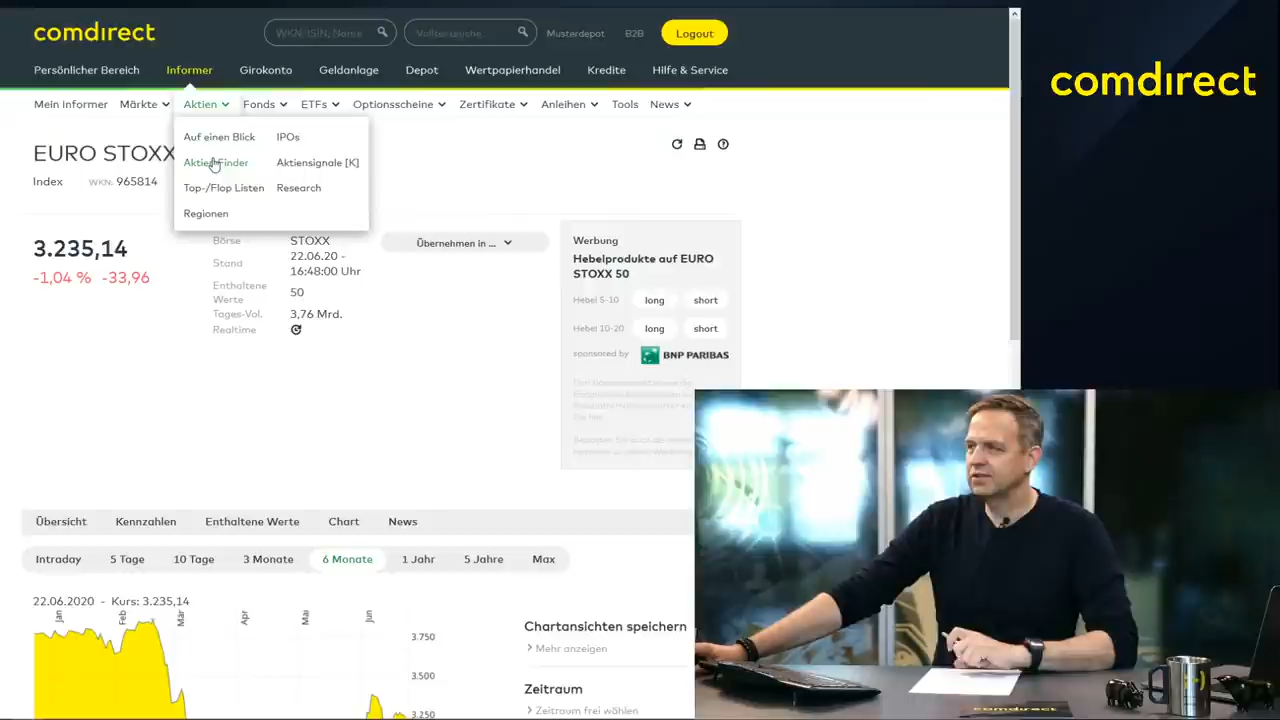 comdirect
WKN, ISIN, Name
Volltextsuche
Musterdepot
B2B
Logout
comdirect
Persönlicher Bereich
Informer
Girokonto
Geldanlage
Depot
Wertpapierhandel
Kredite
Hilfe & Service
Mein Informer
Märkte
Aktien
Fonds
ETFs
Optionsscheine
Zertifikate
Anleihen
Tools
News
Auf einen Blick
IPOs
Aktien Finder
Aktiensignale [K]
Top-/Flop Listen
Research
Regionen
EURO STOXX
Index
WKN: 965814
3.235,14
-1,04 % -33,96
Börse
STOXX
Stand
22.06.20 -
16:48:00 Uhr
Enthaltene
Werte
50
Tages-Vol.
3,76 Mrd.
Realtime
Übernehmen in ...
Werbung
Hebelprodukte auf EURO
STOXX 50
Hebel 5-10
long
short
Hebel 10-20
long
short
sponsored by
BNP PARIBAS
Übersicht
Kennzahlen
Enthaltene Werte
Chart
News
Intraday
5 Tage
10 Tage
3 Monate
6 Monate
1 Jahr
5 Jahre
Max
22.06.2020 - Kurs: 3.235,14
Jan
Feb
Mär
Apr
Mai
Jun
3.750
3.500
3.250
Chartansichten speichern
Mehr anzeigen
Zeitraum
Zeitraum frei wählen
comdirect